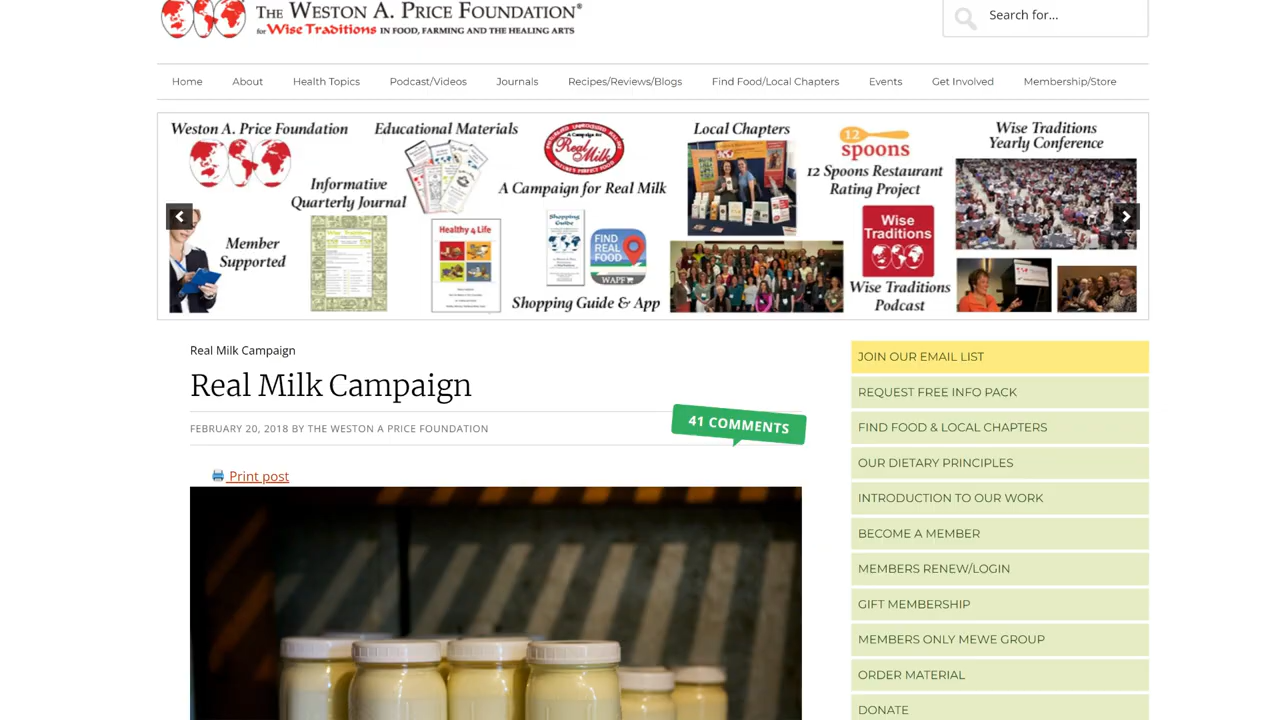 The Weston A. Price Foundation®
for Wise Traditions in Food, Farming and the Healing Arts
Search for...
Home About Health Topics Podcast/Videos Journals Recipes/Reviews/Blogs Find Food/Local Chapters Events Get Involved Membership/Store
Weston A. Price Foundation
Informative
Quarterly Journal
Member
Supported
Educational Materials
Healthy 4 Life
Real Milk
A Campaign for Real Milk
Shopping
Guide
FIND
REAL
FOOD
WAPF
Shopping Guide & App
Local Chapters
12
spoons
12 Spoons Restaurant
Rating Project
Wise
Traditions
Wise Traditions
Podcast
Wise Traditions
Yearly Conference
Real Milk Campaign
Real Milk Campaign
41 COMMENTS
FEBRUARY 20, 2018 BY THE WESTON A PRICE FOUNDATION
Print post
JOIN OUR EMAIL LIST
REQUEST FREE INFO PACK
FIND FOOD & LOCAL CHAPTERS
OUR DIETARY PRINCIPLES
INTRODUCTION TO OUR WORK
BECOME A MEMBER
MEMBERS RENEW/LOGIN
GIFT MEMBERSHIP
MEMBERS ONLY MEWE GROUP
ORDER MATERIAL
DONATE